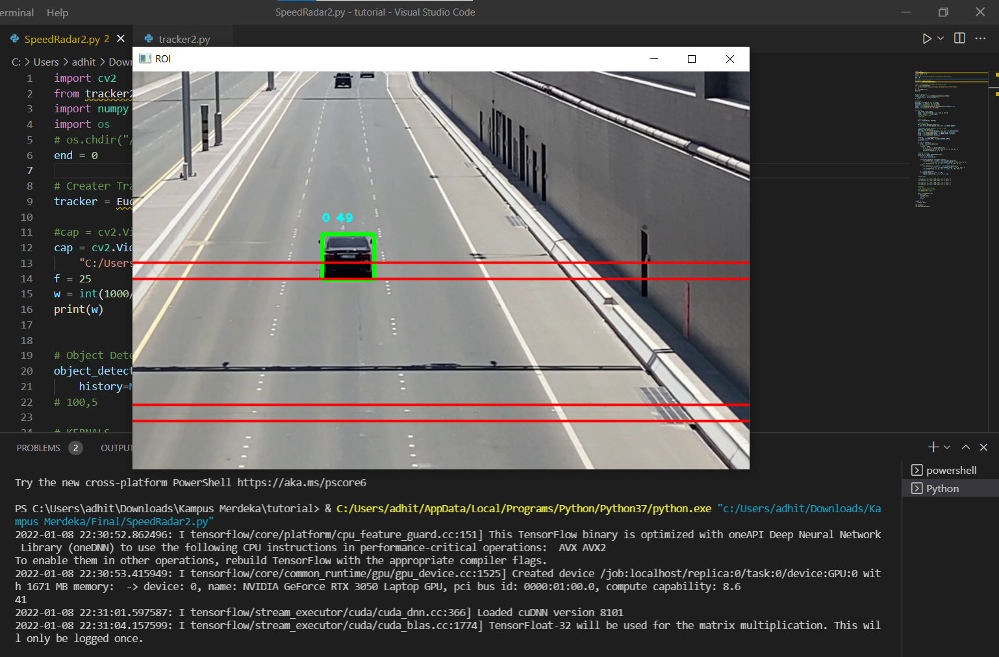 erminal Help SpeedRadar2.py - tutorial - Visual Studio Code
SpeedRadar2.py 2 tracker2.py
C: > Users > adhit > Dow
ROI
1 import cv2
2 from tracker2
3 import numpy
4 import os
5 # os.chdir("/
6 end = 0
7
8 # Creater Tra
9 tracker = Euc
10
11 #cap = cv2.Vi
12 cap = cv2.Vid
13 "C:/Users
14 f = 25
15 w = int(1000/
16 print(w)
17
18
19 # Object Dete
20 object_detect
21 history=
22 # 100,5
23
24 # KERNALS
0 49
PROBLEMS 2 OUTPUT
powershell
Python
Try the new cross-platform PowerShell https://aka.ms/pscore6
PS C:\Users\adhit\Downloads\Kampus Merdeka\tutorial> & C:/Users/adhit/AppData/Local/Programs/Python/Python37/python.exe "c:/Users/adhit/Downloads/Ka
mpus Merdeka/Final/SpeedRadar2.py"
2022-01-08 22:30:52.862496: I tensorflow/core/platform/cpu_feature_guard.cc:151] This TensorFlow binary is optimized with oneAPI Deep Neural Network
Library (oneDNN) to use the following CPU instructions in performance-critical operations:  AVX AVX2
To enable them in other operations, rebuild TensorFlow with the appropriate compiler flags.
2022-01-08 22:30:53.415949: I tensorflow/core/common_runtime/gpu/gpu_device.cc:1525] Created device /job:localhost/replica:0/task:0/device:GPU:0 wit
h 1671 MB memory:  -> device: 0, name: NVIDIA GeForce RTX 3050 Laptop GPU, pci bus id: 0000:01:00.0, compute capability: 8.6
41
2022-01-08 22:31:01.597587: I tensorflow/stream_executor/cuda/cuda_dnn.cc:366] Loaded cuDNN version 8101
2022-01-08 22:31:04.157599: I tensorflow/stream_executor/cuda/cuda_blas.cc:1774] TensorFloat-32 will be used for the matrix multiplication. This wil
l only be logged once.